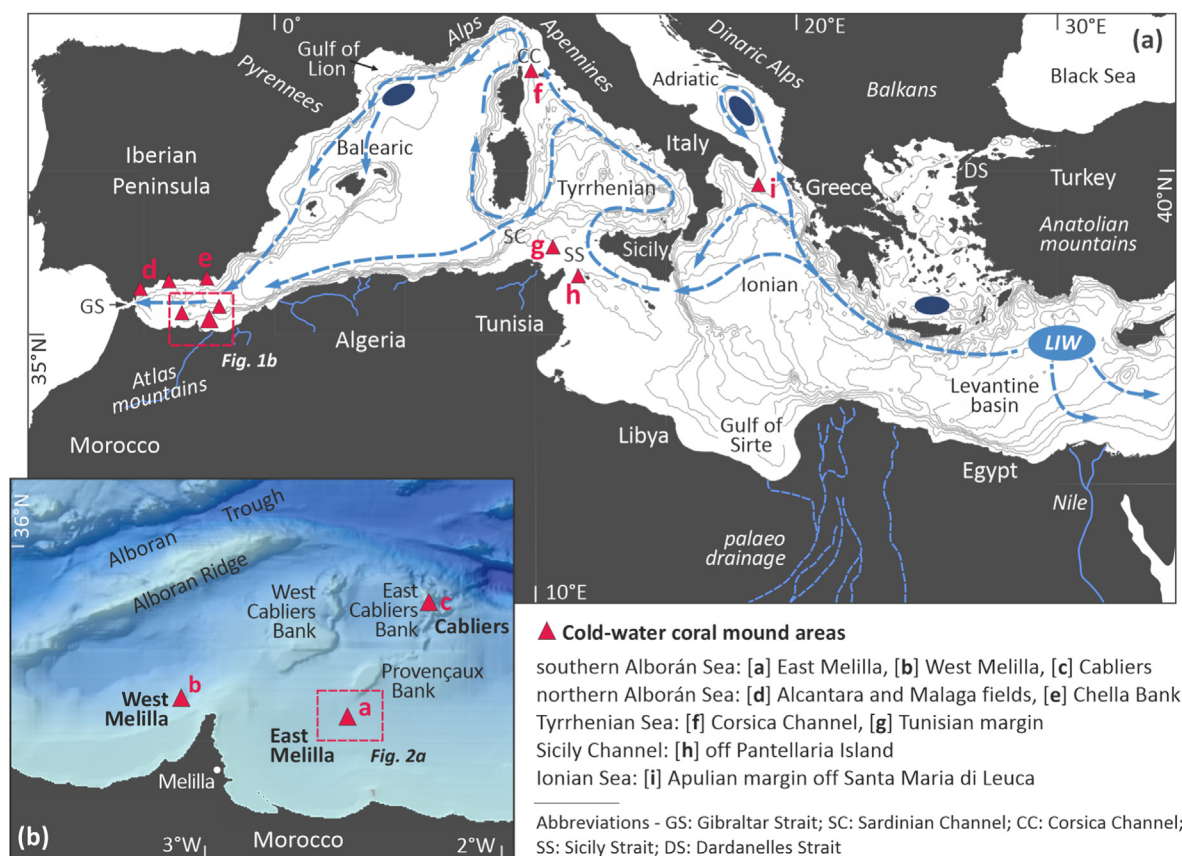 0°
20°E
30°E
(a)
Gulf of
Lion
Alps
Apennines
Dinaric Alps
Pyrennees
CC
f
Adriatic
Balkans
Black Sea
Iberian
Peninsula
Balearic
Italy
Tyrrhenian
i
Greece
DS
Turkey
40°N
Anatolian
mountains
d
e
SC
g
SS
Sicily
h
Ionian
GS
35°N
Fig. 1b
Algeria
Tunisia
LIW
Atlas
mountains
Levantine
basin
Morocco
Libya
Gulf of
Sirte
Egypt
Nile
palaeo
drainage
10°E
36°N
Alboran Trough
Alboran Ridge
West
Cabliers
Bank
East
Cabliers
Bank
c
Cabliers
Provençaux
Bank
b
West
Melilla
a
East
Melilla
Fig. 2a
Melilla
(b)
3°W
Morocco
2°W
Cold-water coral mound areas
southern Alborán Sea: [a] East Melilla, [b] West Melilla, [c] Cabliers
northern Alborán Sea: [d] Alcantara and Malaga fields, [e] Chella Bank
Tyrrhenian Sea: [f] Corsica Channel, [g] Tunisian margin
Sicily Channel: [h] off Pantellaria Island
Ionian Sea: [i] Apulian margin off Santa Maria di Leuca
Abbreviations - GS: Gibraltar Strait; SC: Sardinian Channel; CC: Corsica Channel;
SS: Sicily Strait; DS: Dardanelles Strait